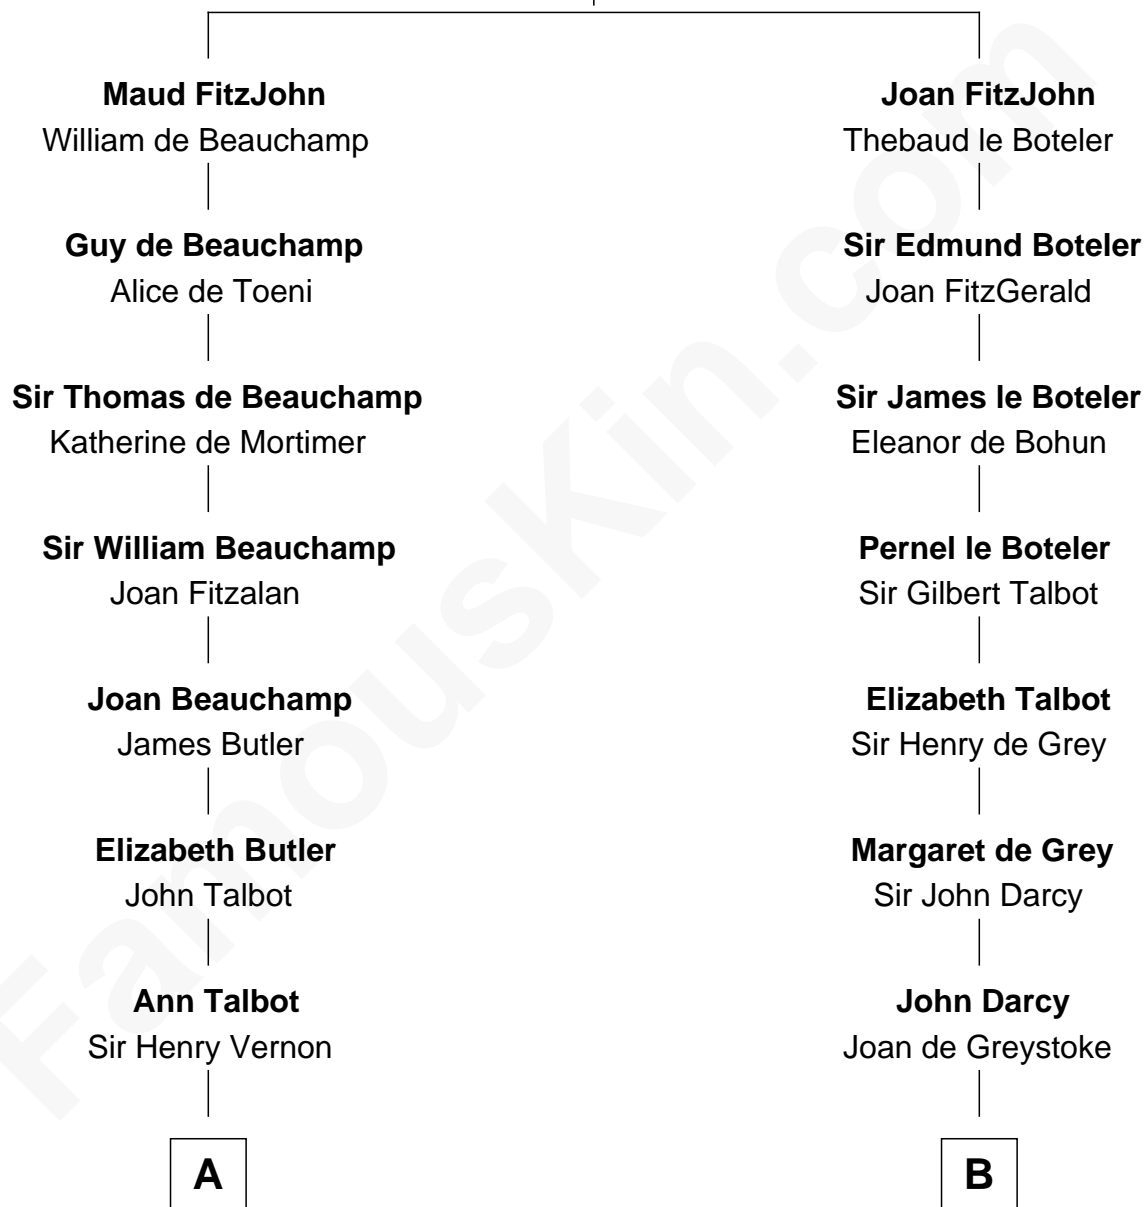 Maud FitzJohn
William de Beauchamp
Joan FitzJohn
Thebaud le Boteler
Guy de Beauchamp
Alice de Toeni
Sir Edmund Boteler
Joan FitzGerald
Sir Thomas de Beauchamp
Katherine de Mortimer
Sir James le Boteler
Eleanor de Bohun
Sir William Beauchamp
Joan Fitzalan
Pernel le Boteler
Sir Gilbert Talbot
Joan Beauchamp
James Butler
Elizabeth Talbot
Sir Henry de Grey
Elizabeth Butler
John Talbot
Margaret de Grey
Sir John Darcy
Ann Talbot
Sir Henry Vernon
John Darcy
Joan de Greystoke
A
B
FamousKin.com